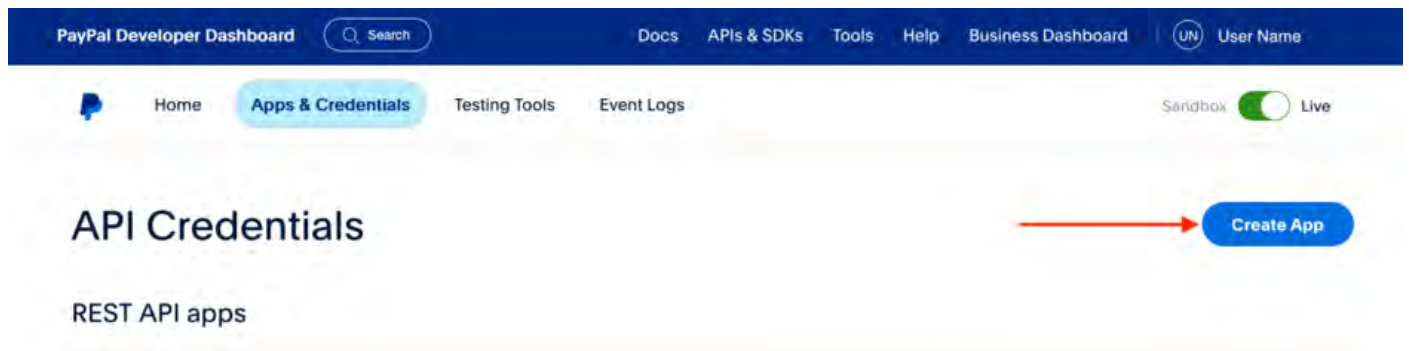 PayPal Developer Dashboard Search Docs APIs & SDKs Tools Help Business Dashboard UN User Name
Home Apps & Credentials Testing Tools Event Logs Sandbox Live
API Credentials Create App
REST API apps